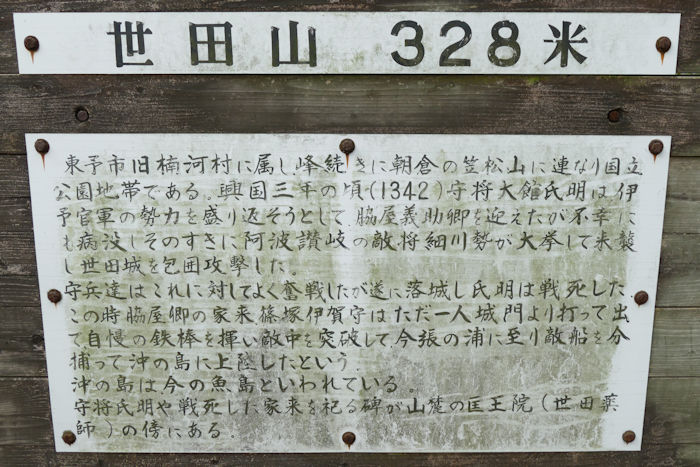 世田山 328米
東予市旧楠河村に属し峰続きに朝倉の笠松山に連なり国立
公園地帯である。興国三年の頃(1342)守将大館氏明は伊
予官軍の勢力を盛り返そうとして脇屋義助卿を迎えたが不幸に
も病没しそのすきに阿波讃岐の敵将細川勢が大挙して来襲
し世田城を包囲攻撃した。
守兵達はこれに対してよく奮戦したが遂に落城し氏明は戦死した
この時脇屋卿の家来篠塚伊賀守はただ一人城門より打って出
て自慢の鉄棒を揮い敵中を突破して今張の浦に至り敵船を分
捕って沖の島に上陸したという。
沖の島は今の魚島といわれている。
守将氏明や戦死した家来を祀る碑が山麓の医王院(世田薬
師)の傍にある。